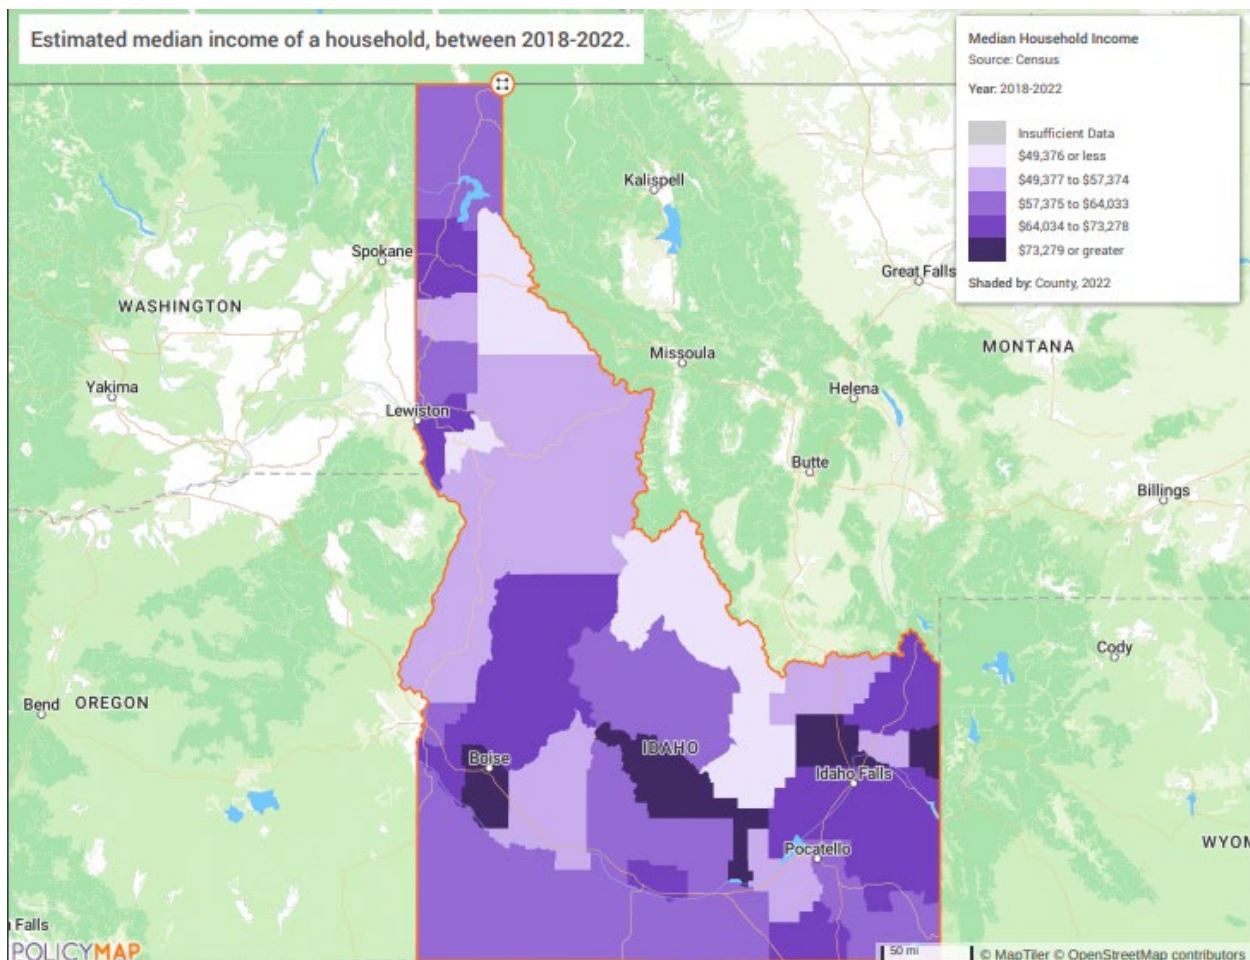 Estimated median income of a household, between 2018-2022.
Median Household Income
Source: Census
Year: 2018-2022
Insufficient Data
$49,376 or less
$49,377 to $57,374
$57,375 to $64,033
$64,034 to $73,278
$73,279 or greater
Shaded by: County, 2022
Kalispell
Spokane
Great Falls
WASHINGTON
MONTANA
Missoula
Yakima
Helena
Lewiston
Butte
Billings
Cody
Bend
OREGON
IDAHO
Boise
Idaho Falls
Pocatello
WYOM
Falls
POLICYMAP
50 mi
© MapTiler © OpenStreetMap contributors